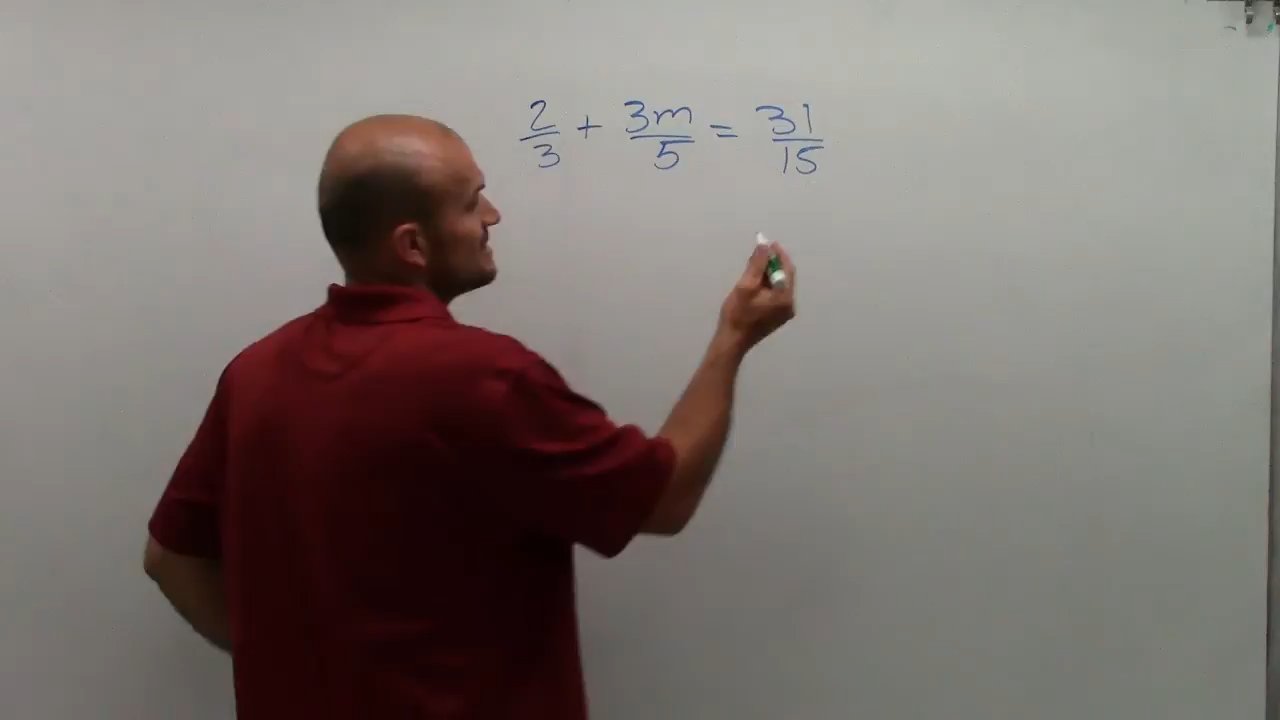 2/3 + 3m/5 = 31/15